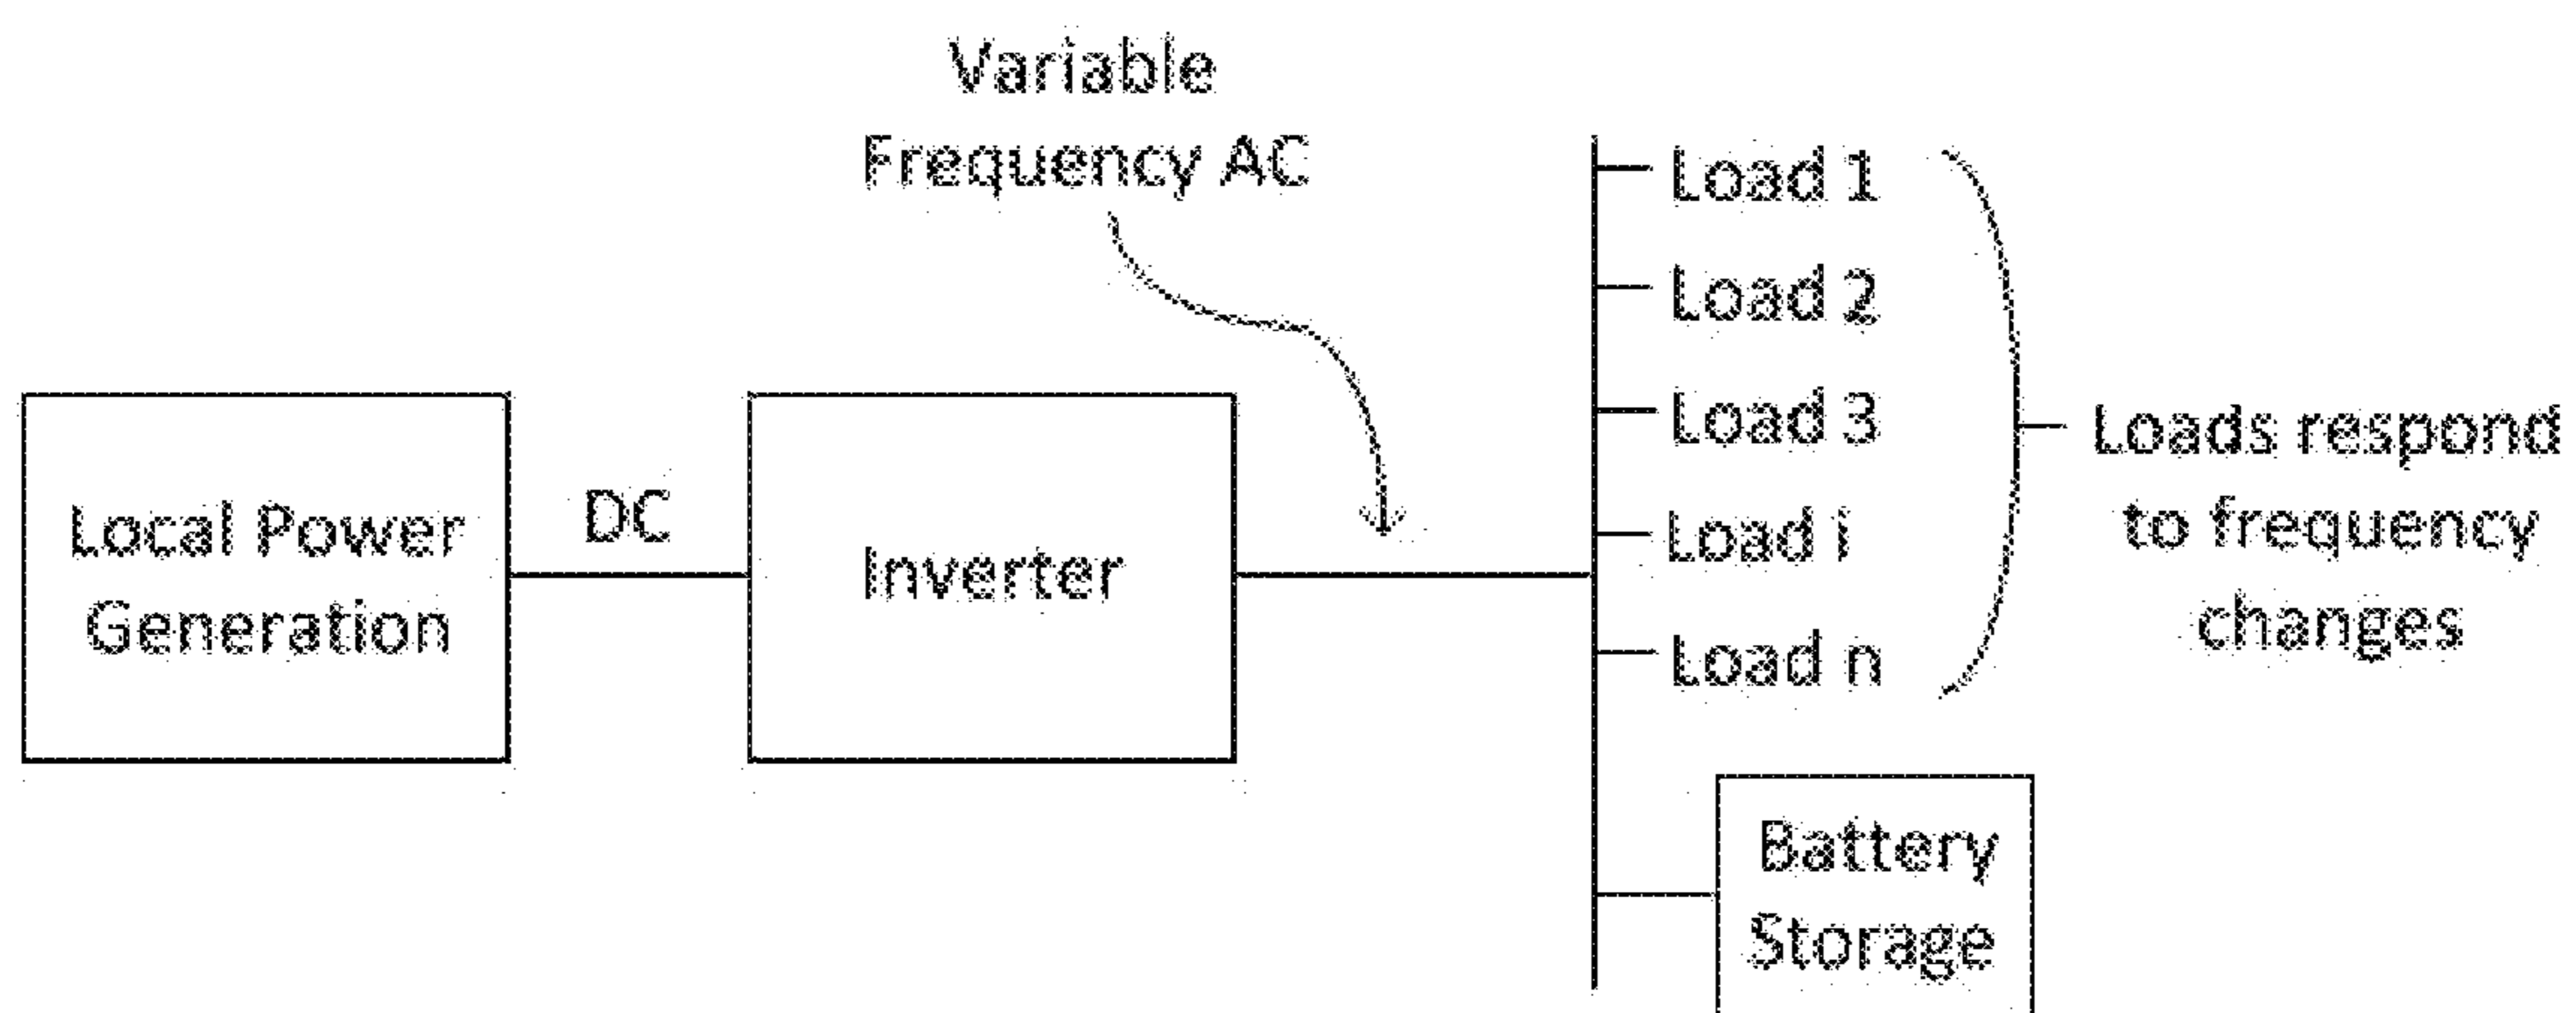 Variable
Frequency AC
Local Power
Generation
DC
Inverter
Load 1
Load 2
Load 3
Load i
Load n
Loads respond
to frequency
changes
Battery
Storage